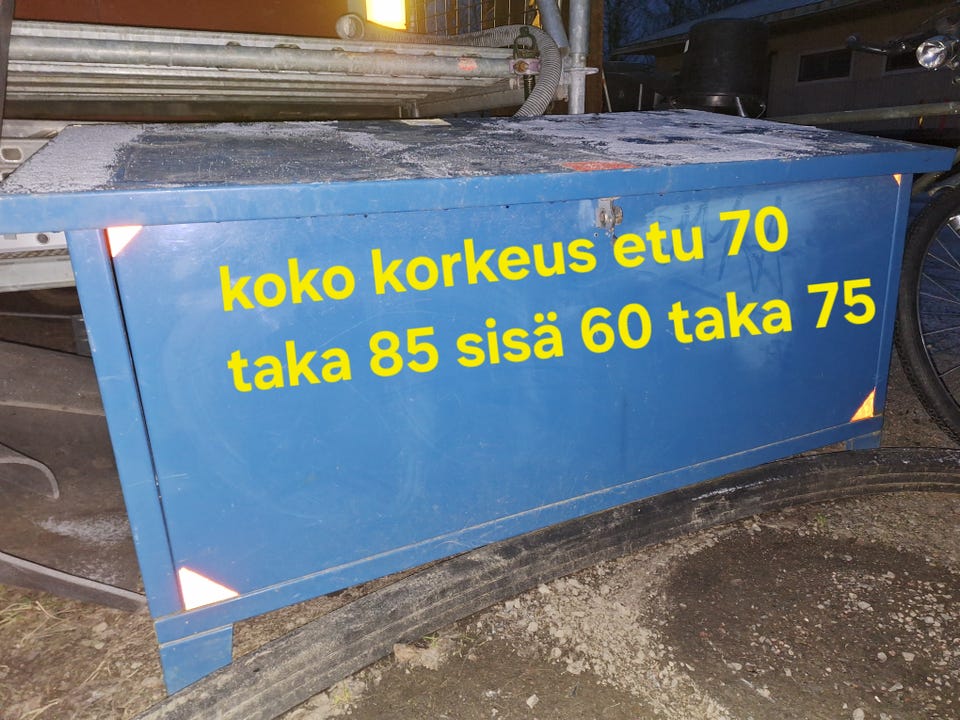 koko korkeus etu 70
taka 85 sisä 60 taka 75